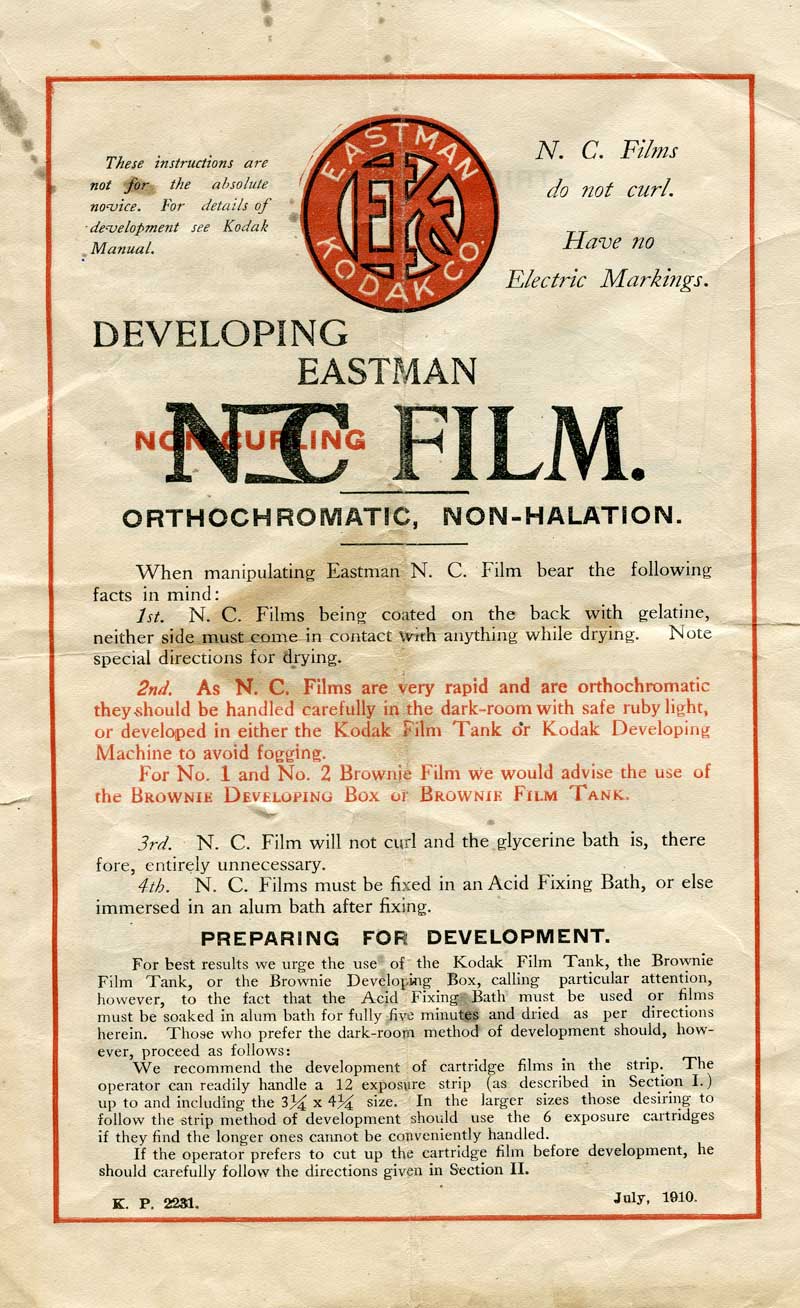 These instructions are
not for the absolute
novice. For details of
development see Kodak
Manual.
EASTMAN
EK Co
KODAK CO.
N. C. Films
do not curl.
Have no
Electric Markings.
DEVELOPING
EASTMAN
NON CURLING
N C FILM.
ORTHOCHROMATIC, NON-HALATION.
When manipulating Eastman N. C. Film bear the following
facts in mind:
1st. N. C. Films being coated on the back with gelatine,
neither side must come in contact with anything while drying. Note
special directions for drying.
2nd. As N. C. Films are very rapid and are orthochromatic
they should be handled carefully in the dark-room with safe ruby light,
or developed in either the Kodak Film Tank or Kodak Developing
Machine to avoid fogging.
For No. 1 and No. 2 Brownie Film we would advise the use of
the BROWNIE DEVELOPING BOX or BROWNIE FILM TANK.
3rd. N. C. Film will not curl and the glycerine bath is, there
fore, entirely unnecessary.
4th. N. C. Films must be fixed in an Acid Fixing Bath, or else
immersed in an alum bath after fixing.
PREPARING FOR DEVELOPMENT.
For best results we urge the use of the Kodak Film Tank, the Brownie
Film Tank, or the Brownie Developing Box, calling particular attention,
however, to the fact that the Acid Fixing Bath must be used or films
must be soaked in alum bath for fully five minutes and dried as per directions
herein. Those who prefer the dark-room method of development should, how-
ever, proceed as follows:
We recommend the development of cartridge films in the strip. The
operator can readily handle a 12 exposure strip (as described in Section I.)
up to and including the 3¼ x 4¼ size. In the larger sizes those desiring to
follow the strip method of development should use the 6 exposure cartridges
if they find the longer ones cannot be conveniently handled.
If the operator prefers to cut up the cartridge film before development, he
should carefully follow the directions given in Section II.
K. P. 2231.
July, 1910.